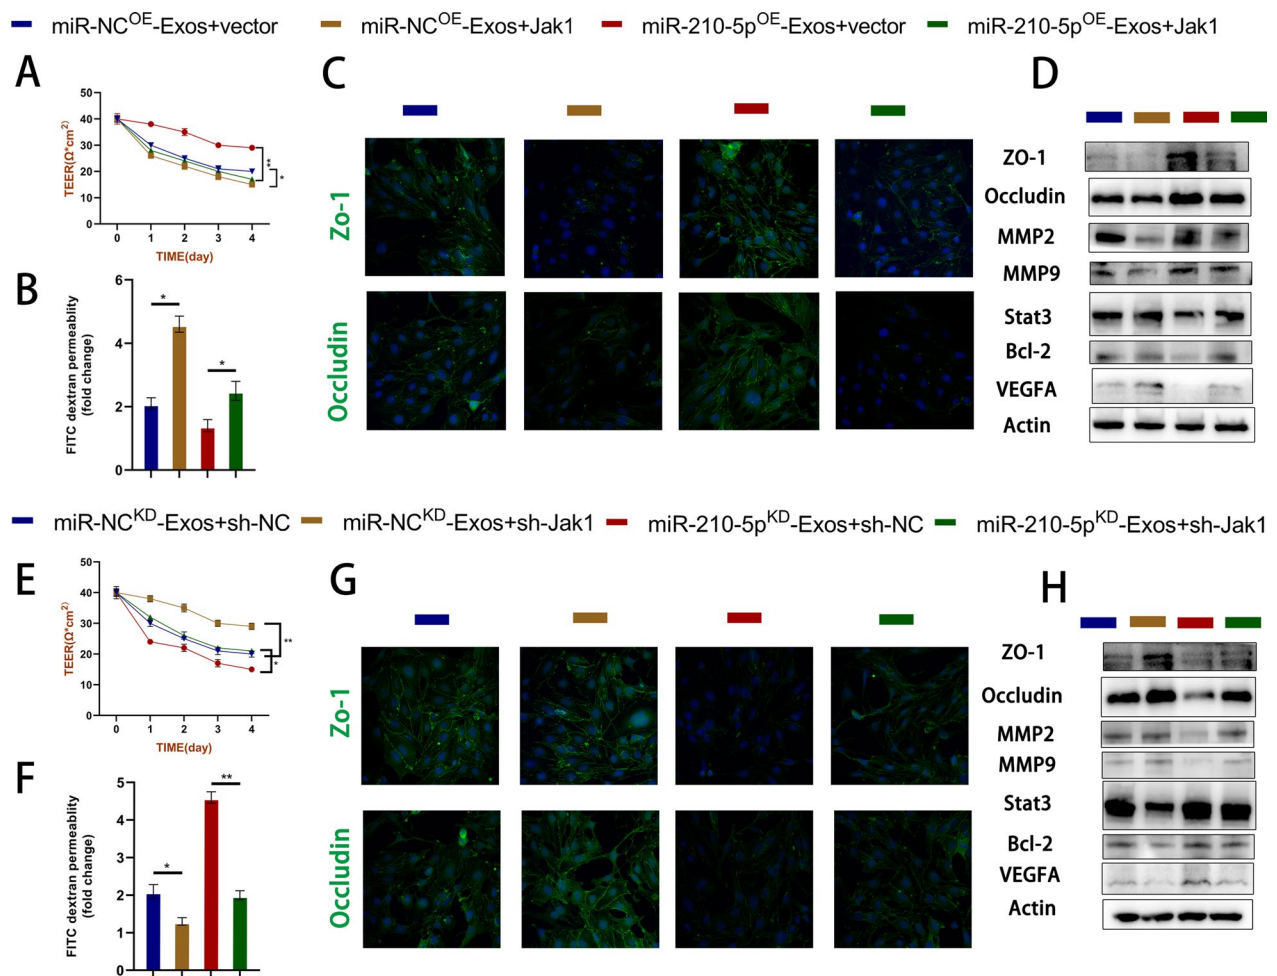 miR-NC^OE-Exos+vector miR-NC^OE-Exos+Jak1 miR-210-5p^OE-Exos+vector miR-210-5p^OE-Exos+Jak1
A
TEER(Ω*cm²)
50
40
30
20
10
0
0 1 2 3 4
TIME(day)
**
*
B
FITC dextran permeablity
(fold change)
6
4
2
0
*
*
C
Zo-1
Occludin
D
ZO-1
Occludin
MMP2
MMP9
Stat3
Bcl-2
VEGFA
Actin
miR-NC^KD-Exos+sh-NC miR-NC^KD-Exos+sh-Jak1 miR-210-5p^KD-Exos+sh-NC miR-210-5p^KD-Exos+sh-Jak1
E
TEER(Ω*cm²)
50
40
30
20
10
0
0 1 2 3 4
TIME(day)
**
*
F
FITC dextran permeablity
(fold change)
5
4
3
2
1
0
*
**
G
Zo-1
Occludin
H
ZO-1
Occludin
MMP2
MMP9
Stat3
Bcl-2
VEGFA
Actin